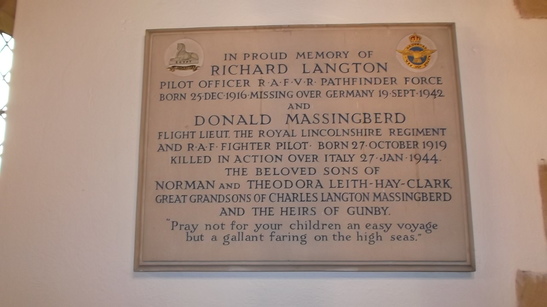 IN PROUD MEMORY OF
RICHARD LANGTON
PILOT OFFICER R·A·F·V·R· PATHFINDER FORCE
BORN 25·DEC·1916·MISSING OVER GERMANY 19·SEPT·1942.
AND
DONALD MASSINGBERD
FLIGHT LIEUT. THE ROYAL LINCOLNSHIRE REGIMENT
AND R·A·F· FIGHTER PILOT· BORN 27·OCTOBER 1919
KILLED IN ACTION OVER ITALY 27·JAN·1944.
THE BELOVED SONS OF
NORMAN AND THEODORA LEITH-HAY-CLARK,
GREAT GRANDSONS OF CHARLES LANGTON MASSINGBERD
AND THE HEIRS OF GUNBY.
"Pray not for your children an easy voyage
but a gallant faring on the high seas."